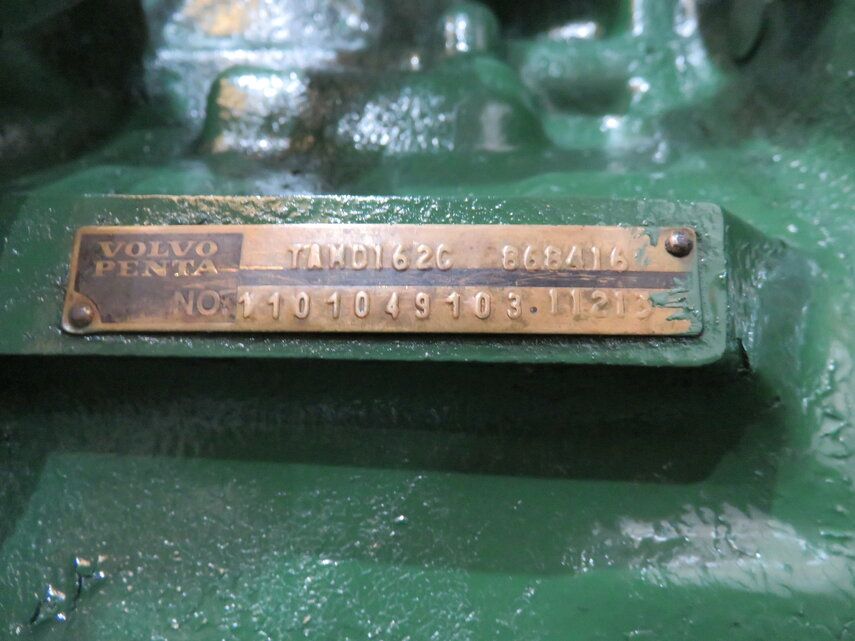 VOLVO
PENTA
TAMD162C 868416
NO: 1101049103.11213